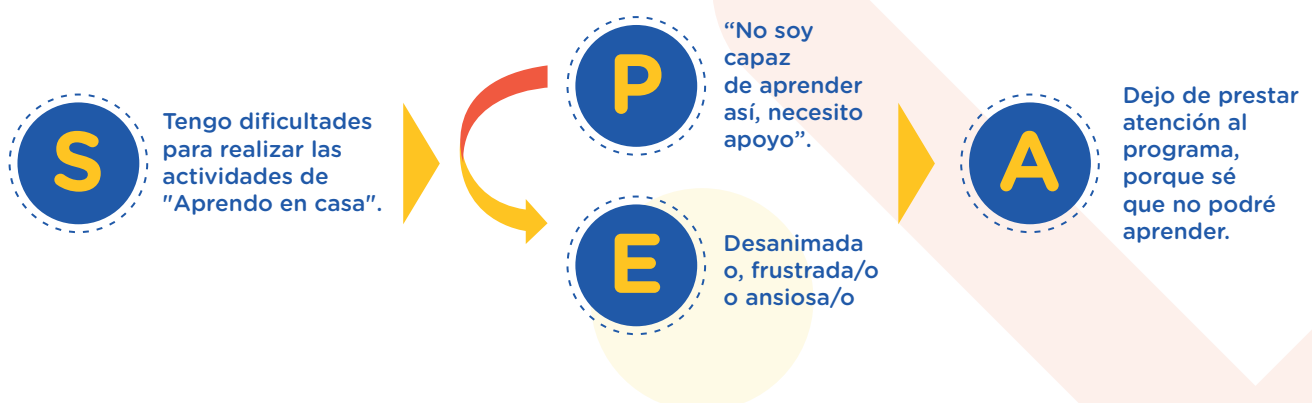 S
Tengo dificultades
para realizar las
actividades de
"Aprendo en casa".
P
“No soy
capaz
de aprender
así, necesito
apoyo”.
E
Desanimada
o, frustrada/o
o ansiosa/o
A
Dejo de prestar
atención al
programa,
porque sé
que no podré
aprender.